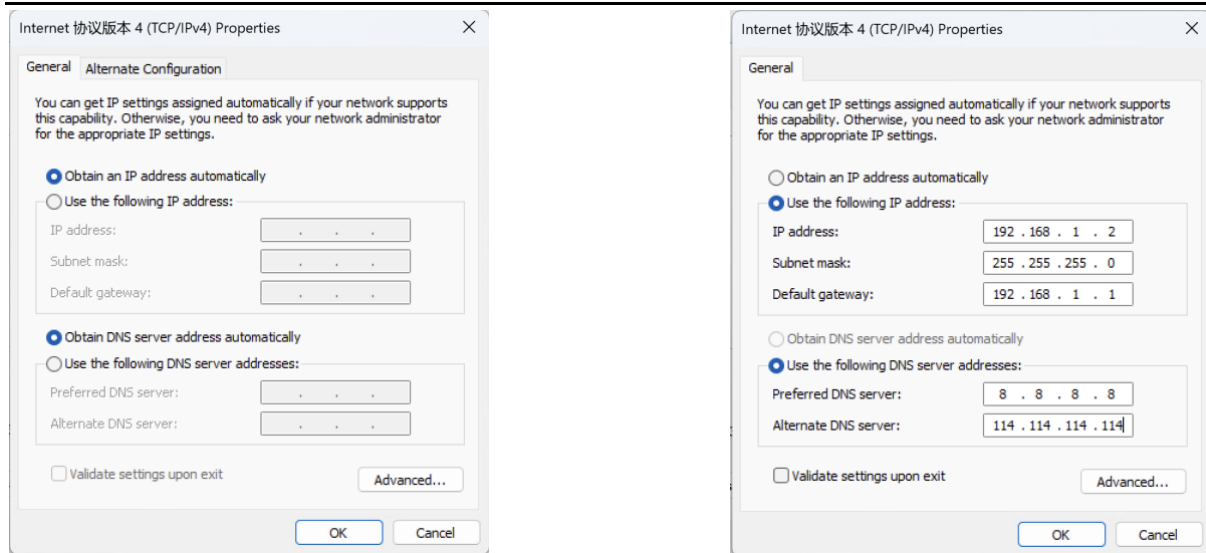 Internet 协议版本 4 (TCP/IPv4) Properties
General
Alternate Configuration
You can get IP settings assigned automatically if your network supports
this capability. Otherwise, you need to ask your network administrator
for the appropriate IP settings.
Obtain an IP address automatically
Use the following IP address:
IP address:
. . .
Subnet mask:
. . .
Default gateway:
. . .
Obtain DNS server address automatically
Use the following DNS server addresses:
Preferred DNS server:
. . .
Alternate DNS server:
. . .
Validate settings upon exit
Advanced...
OK
Cancel
Internet 协议版本 4 (TCP/IPv4) Properties
General
You can get IP settings assigned automatically if your network supports
this capability. Otherwise, you need to ask your network administrator
for the appropriate IP settings.
Obtain an IP address automatically
Use the following IP address:
IP address:
192 . 168 . 1 . 2
Subnet mask:
255 . 255 . 255 . 0
Default gateway:
192 . 168 . 1 . 1
Obtain DNS server address automatically
Use the following DNS server addresses:
Preferred DNS server:
8 . 8 . 8 . 8
Alternate DNS server:
114 . 114 . 114 . 114
Validate settings upon exit
Advanced...
OK
Cancel